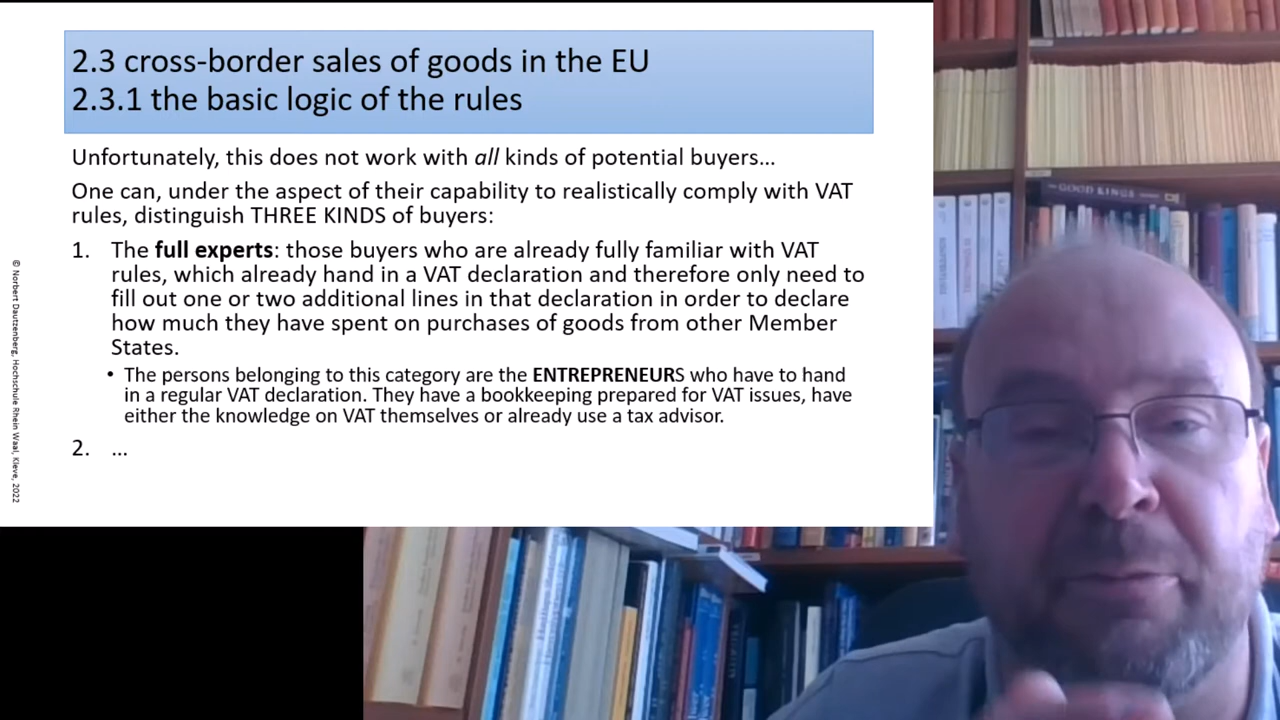 2.3 cross-border sales of goods in the EU
2.3.1 the basic logic of the rules
Unfortunately, this does not work with all kinds of potential buyers...
One can, under the aspect of their capability to realistically comply with VAT
rules, distinguish THREE KINDS of buyers:
1. The full experts: those buyers who are already fully familiar with VAT
rules, which already hand in a VAT declaration and therefore only need to
fill out one or two additional lines in that declaration in order to declare
how much they have spent on purchases of goods from other Member
States.
• The persons belonging to this category are the ENTREPRENEURS who have to hand
in a regular VAT declaration. They have a bookkeeping prepared for VAT issues, have
either the knowledge on VAT themselves or already use a tax advisor.
2. ...
© Norbert Dautzenberg, Hochschule Rhein Waal, Kleve, 2022
THE GOOD KINGS